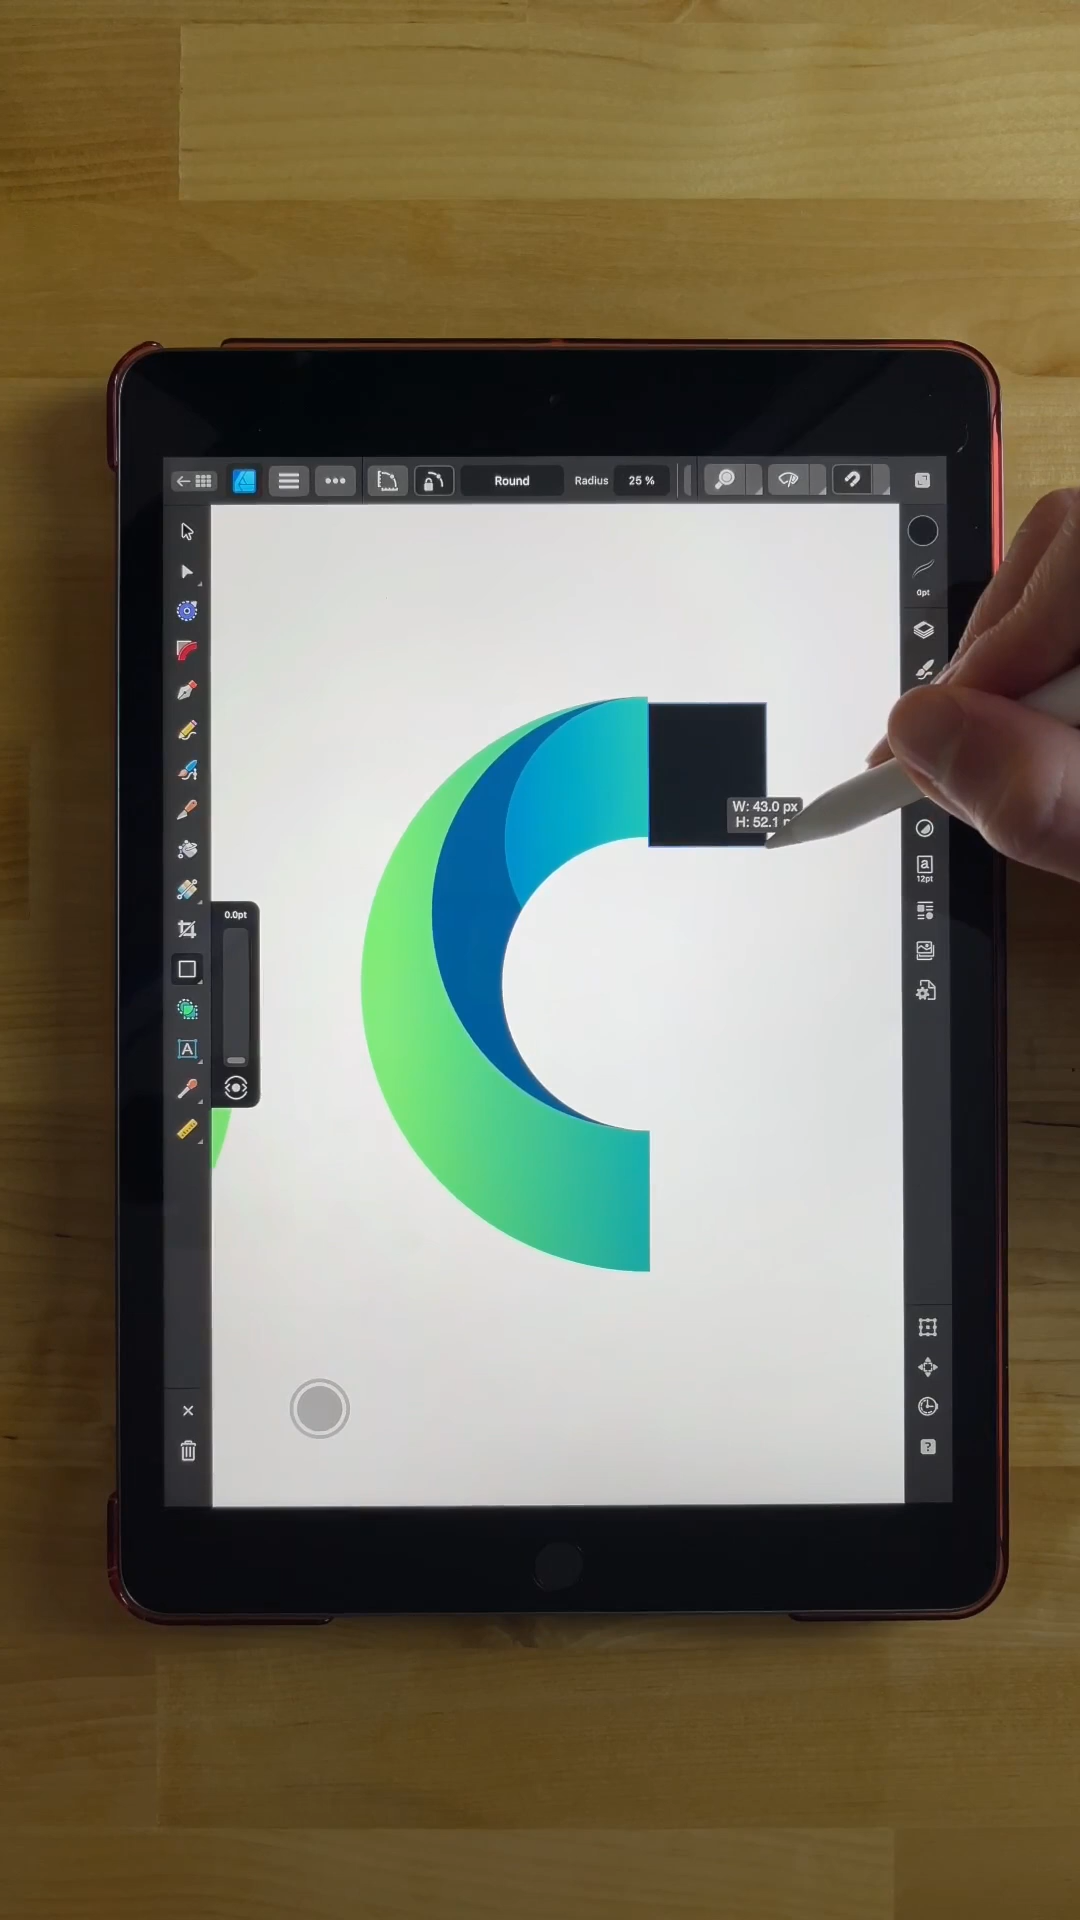 Round
Radius
25 %
0pt
W: 43.0 px
H: 52.1
a
12pt
0.0pt
A
?